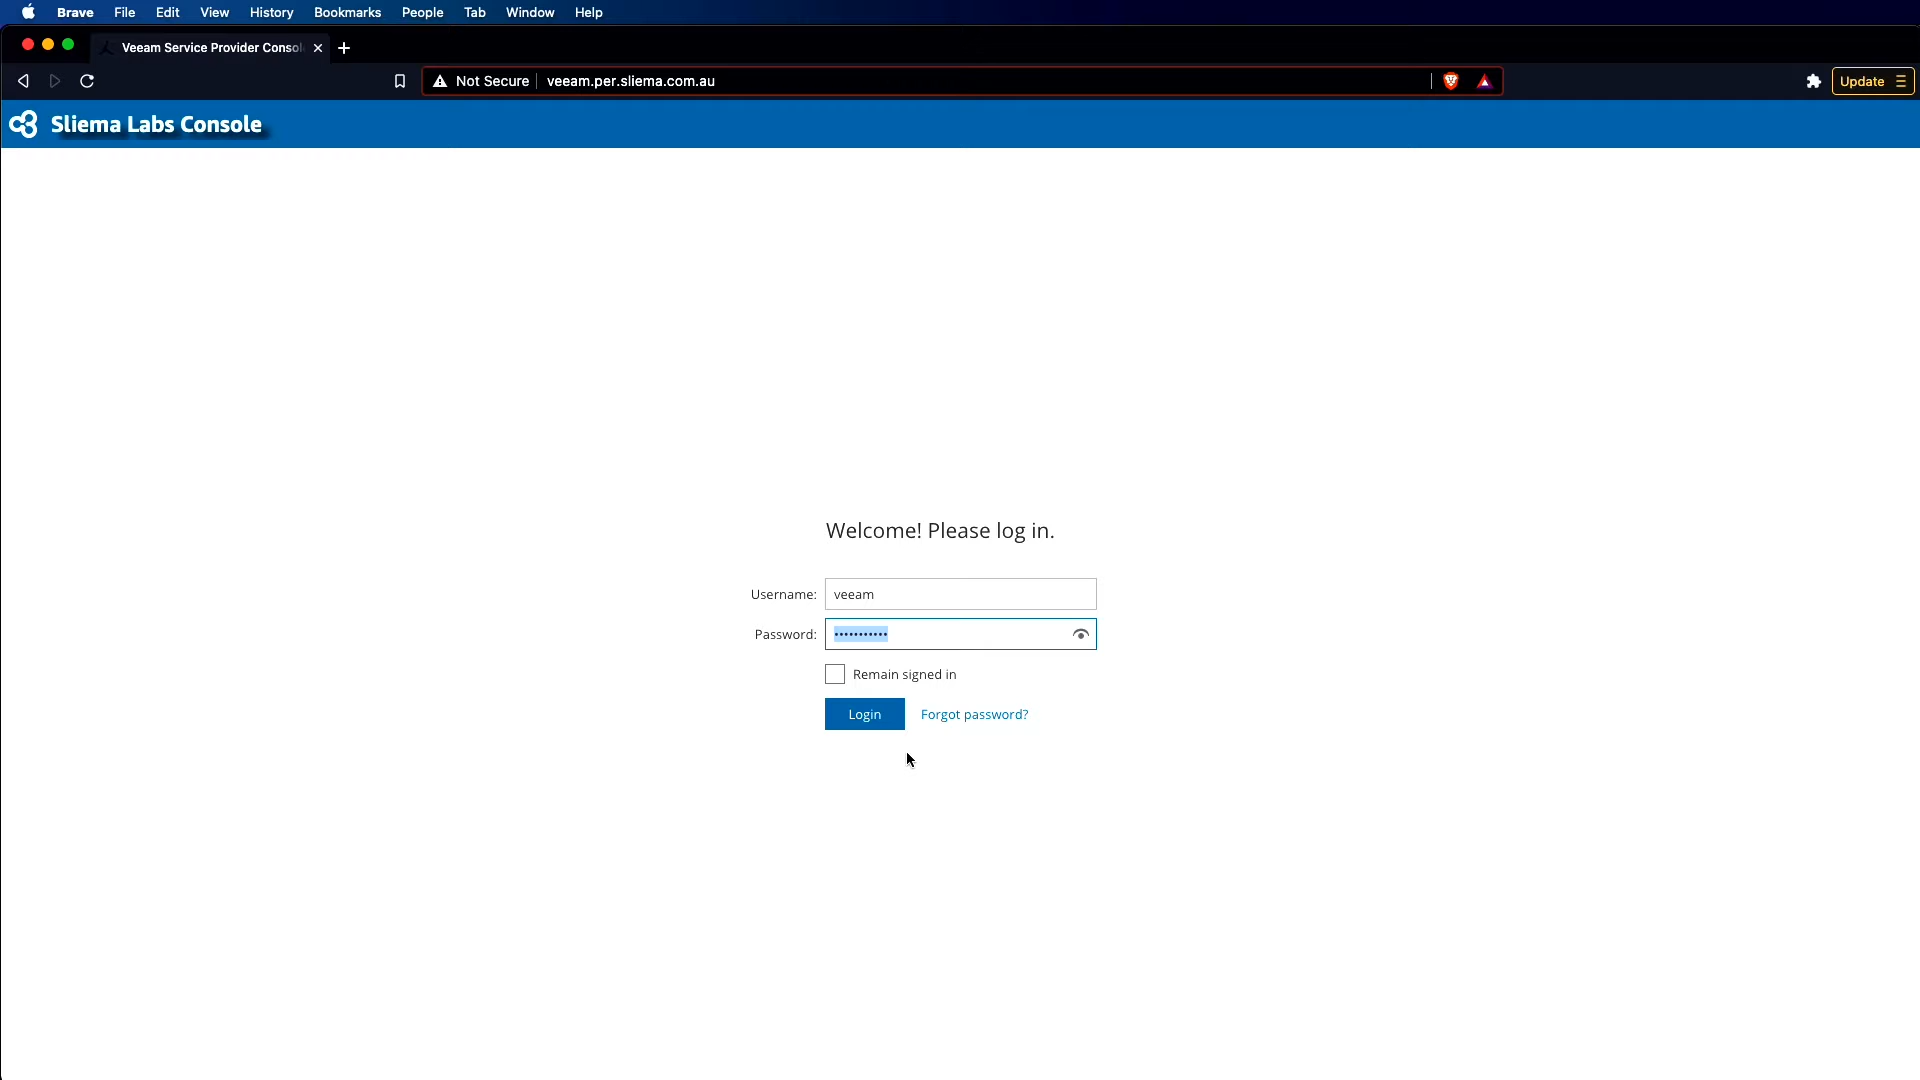 Brave File Edit View History Bookmarks People Tab Window Help
Veeam Service Provider Consol
Not Secure veeam.per.sliema.com.au Update
Sliema Labs Console
Welcome! Please log in.
Username: veeam
Password: •••••••••••
Remain signed in
Login Forgot password?